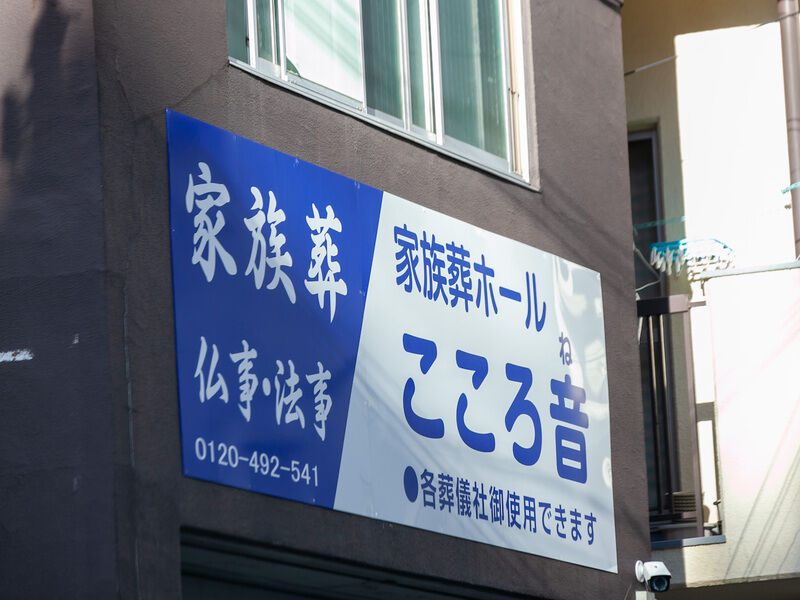 家族葬
仏事・法事
0120-492-541
家族葬ホール
ね
こころ音
●各葬儀社御使用できます